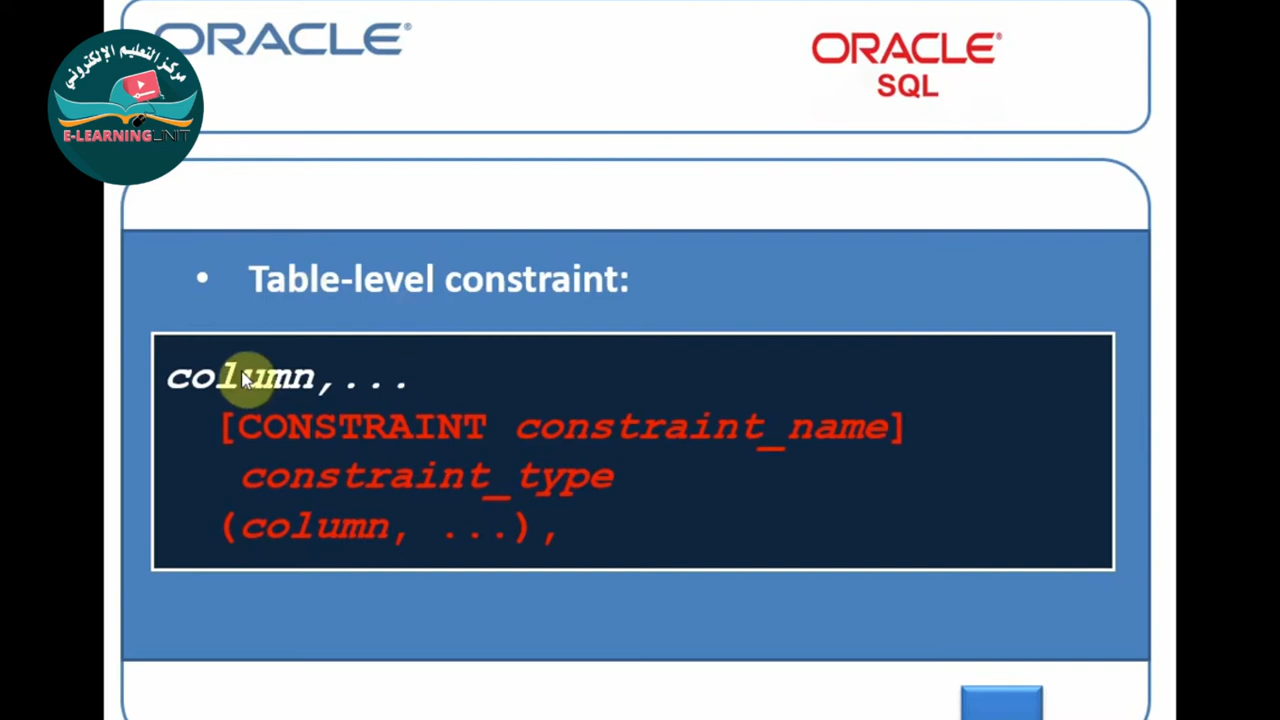 ORACLE®
ORACLE®
SQL
مركز التعليم الإلكتروني
E-LEARNING UNIT
• Table-level constraint:
column,...
[CONSTRAINT constraint_name]
constraint_type
(column, ...),